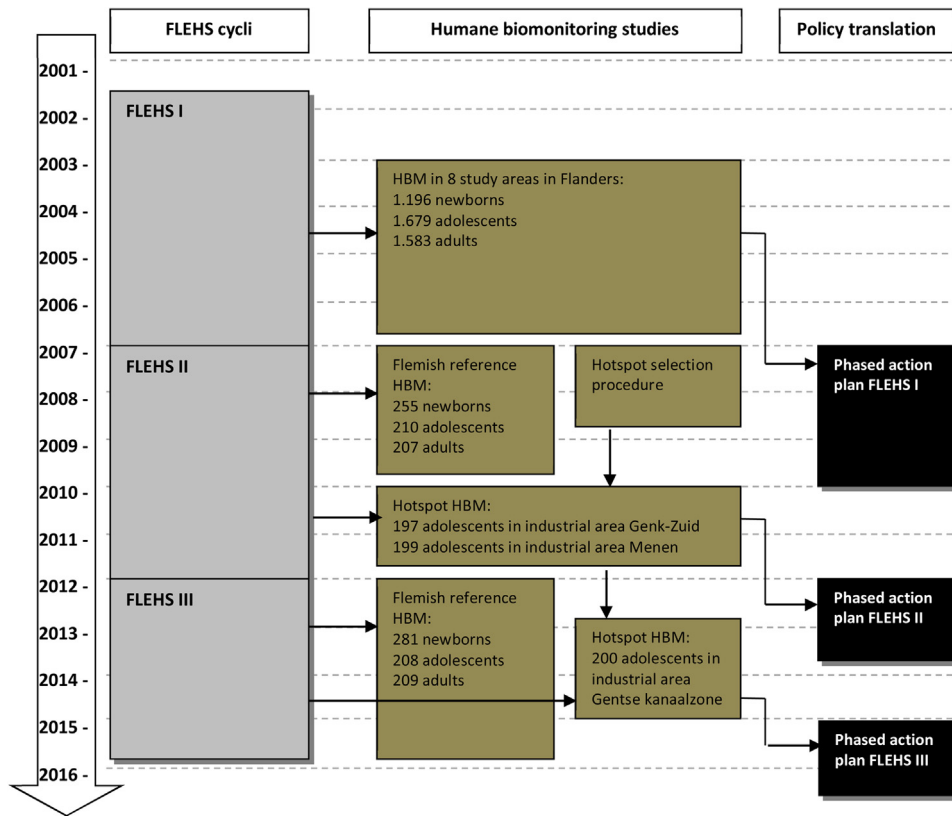 FLEHS cycli
Humane biomonitoring studies
Policy translation
2001 -
2002 -
2003 -
2004 -
2005 -
2006 -
2007 -
2008 -
2009 -
2010 -
2011 -
2012 -
2013 -
2014 -
2015 -
2016 -
FLEHS I
HBM in 8 study areas in Flanders:
1.196 newborns
1.679 adolescents
1.583 adults
FLEHS II
Flemish reference
HBM:
255 newborns
210 adolescents
207 adults
Hotspot selection
procedure
Phased action
plan FLEHS I
Hotspot HBM:
197 adolescents in industrial area Genk-Zuid
199 adolescents in industrial area Menen
FLEHS III
Flemish reference
HBM:
281 newborns
208 adolescents
209 adults
Hotspot HBM:
200 adolescents in
industrial area
Gentse kanaalzone
Phased action
plan FLEHS II
Phased action
plan FLEHS III